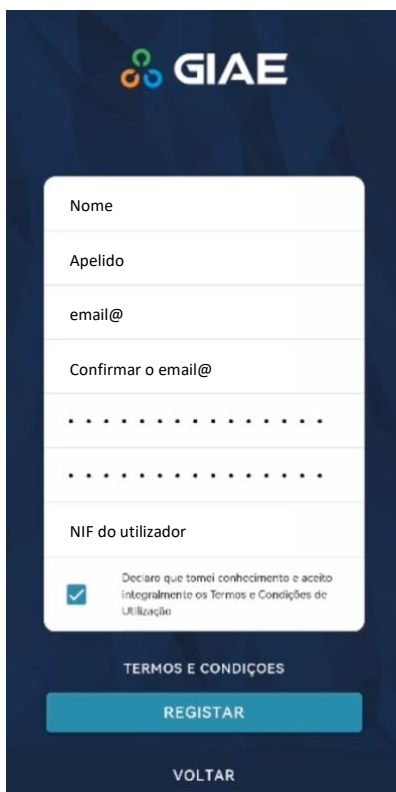 GIAE
Nome
Apelido
email@
Confirmar o email@
Nif do utilizador
Declaro que tomei conhecimento e aceito
integralmente os Termos e Condições de
Utilização
TERMOS E CONDIÇOES
REGISTAR
VOLTAR